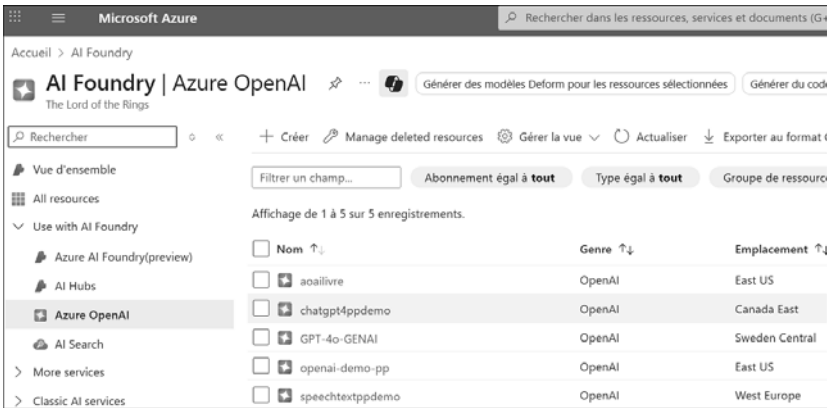 Microsoft Azure
Rechercher dans les ressources, services et documents (G+
Accueil > AI Foundry
AI Foundry | Azure OpenAI
Générer des modèles Deform pour les ressources sélectionnées
Générer du code
The Lord of the Rings
Rechercher
Créer
Manage deleted resources
Gérer la vue
Actualiser
Exporter au format
Vue d'ensemble
All resources
Use with AI Foundry
Azure AI Foundry(preview)
AI Hubs
Azure OpenAI
AI Search
More services
Classic AI services
Filtrer un champ...
Abonnement égal à tout
Type égal à tout
Groupe de ressource
Affichage de 1 à 5 sur 5 enregistrements.
Nom Genre Emplacement
aoailivre OpenAI East US
chatgpt4ppdemo OpenAI Canada East
GPT-4o-GENAI OpenAI Sweden Central
openai-demo-pp OpenAI East US
speechtextppdemo OpenAI West Europe